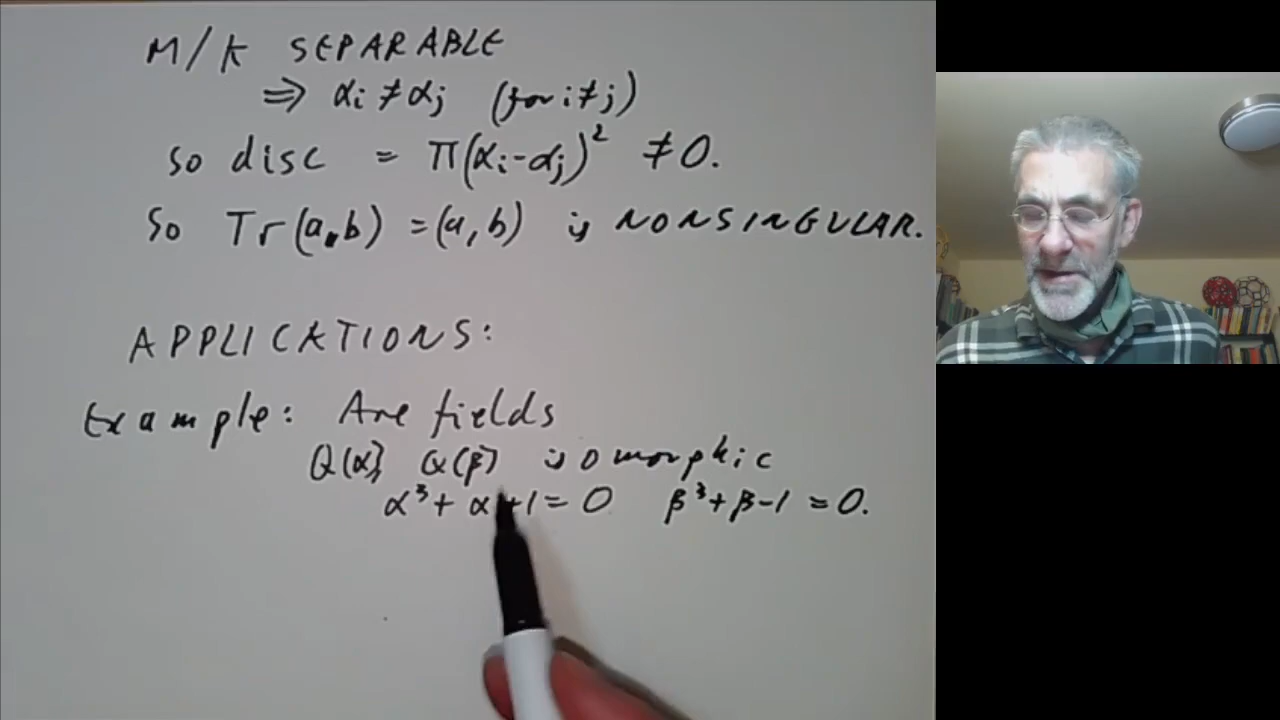 M/K SEPARABLE
⇒ αi ≠ αj (for i≠j)
so disc = π(αi-αj)² ≠0.
So Tr(a,b) = (a,b) is NONSINGULAR.
APPLICATIONS:
Example: Are fields
Q(α) Q(β) isomorphic
α³+ α+1=0 β³+β-1=0.